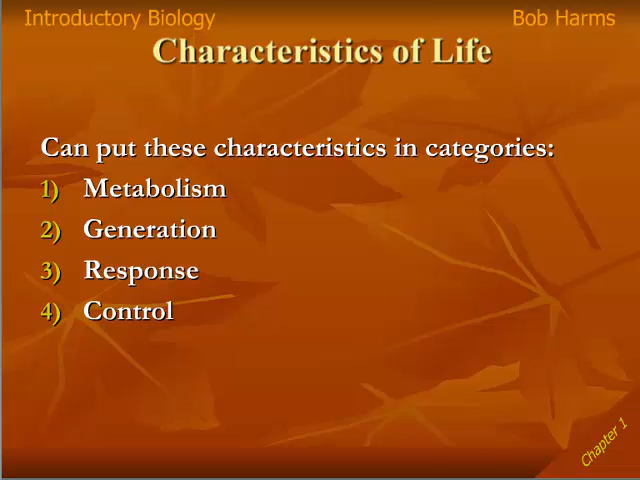 Introductory Biology Bob Harms
Characteristics of Life
Can put these characteristics in categories:
1) Metabolism
2) Generation
3) Response
4) Control
Chapter 1